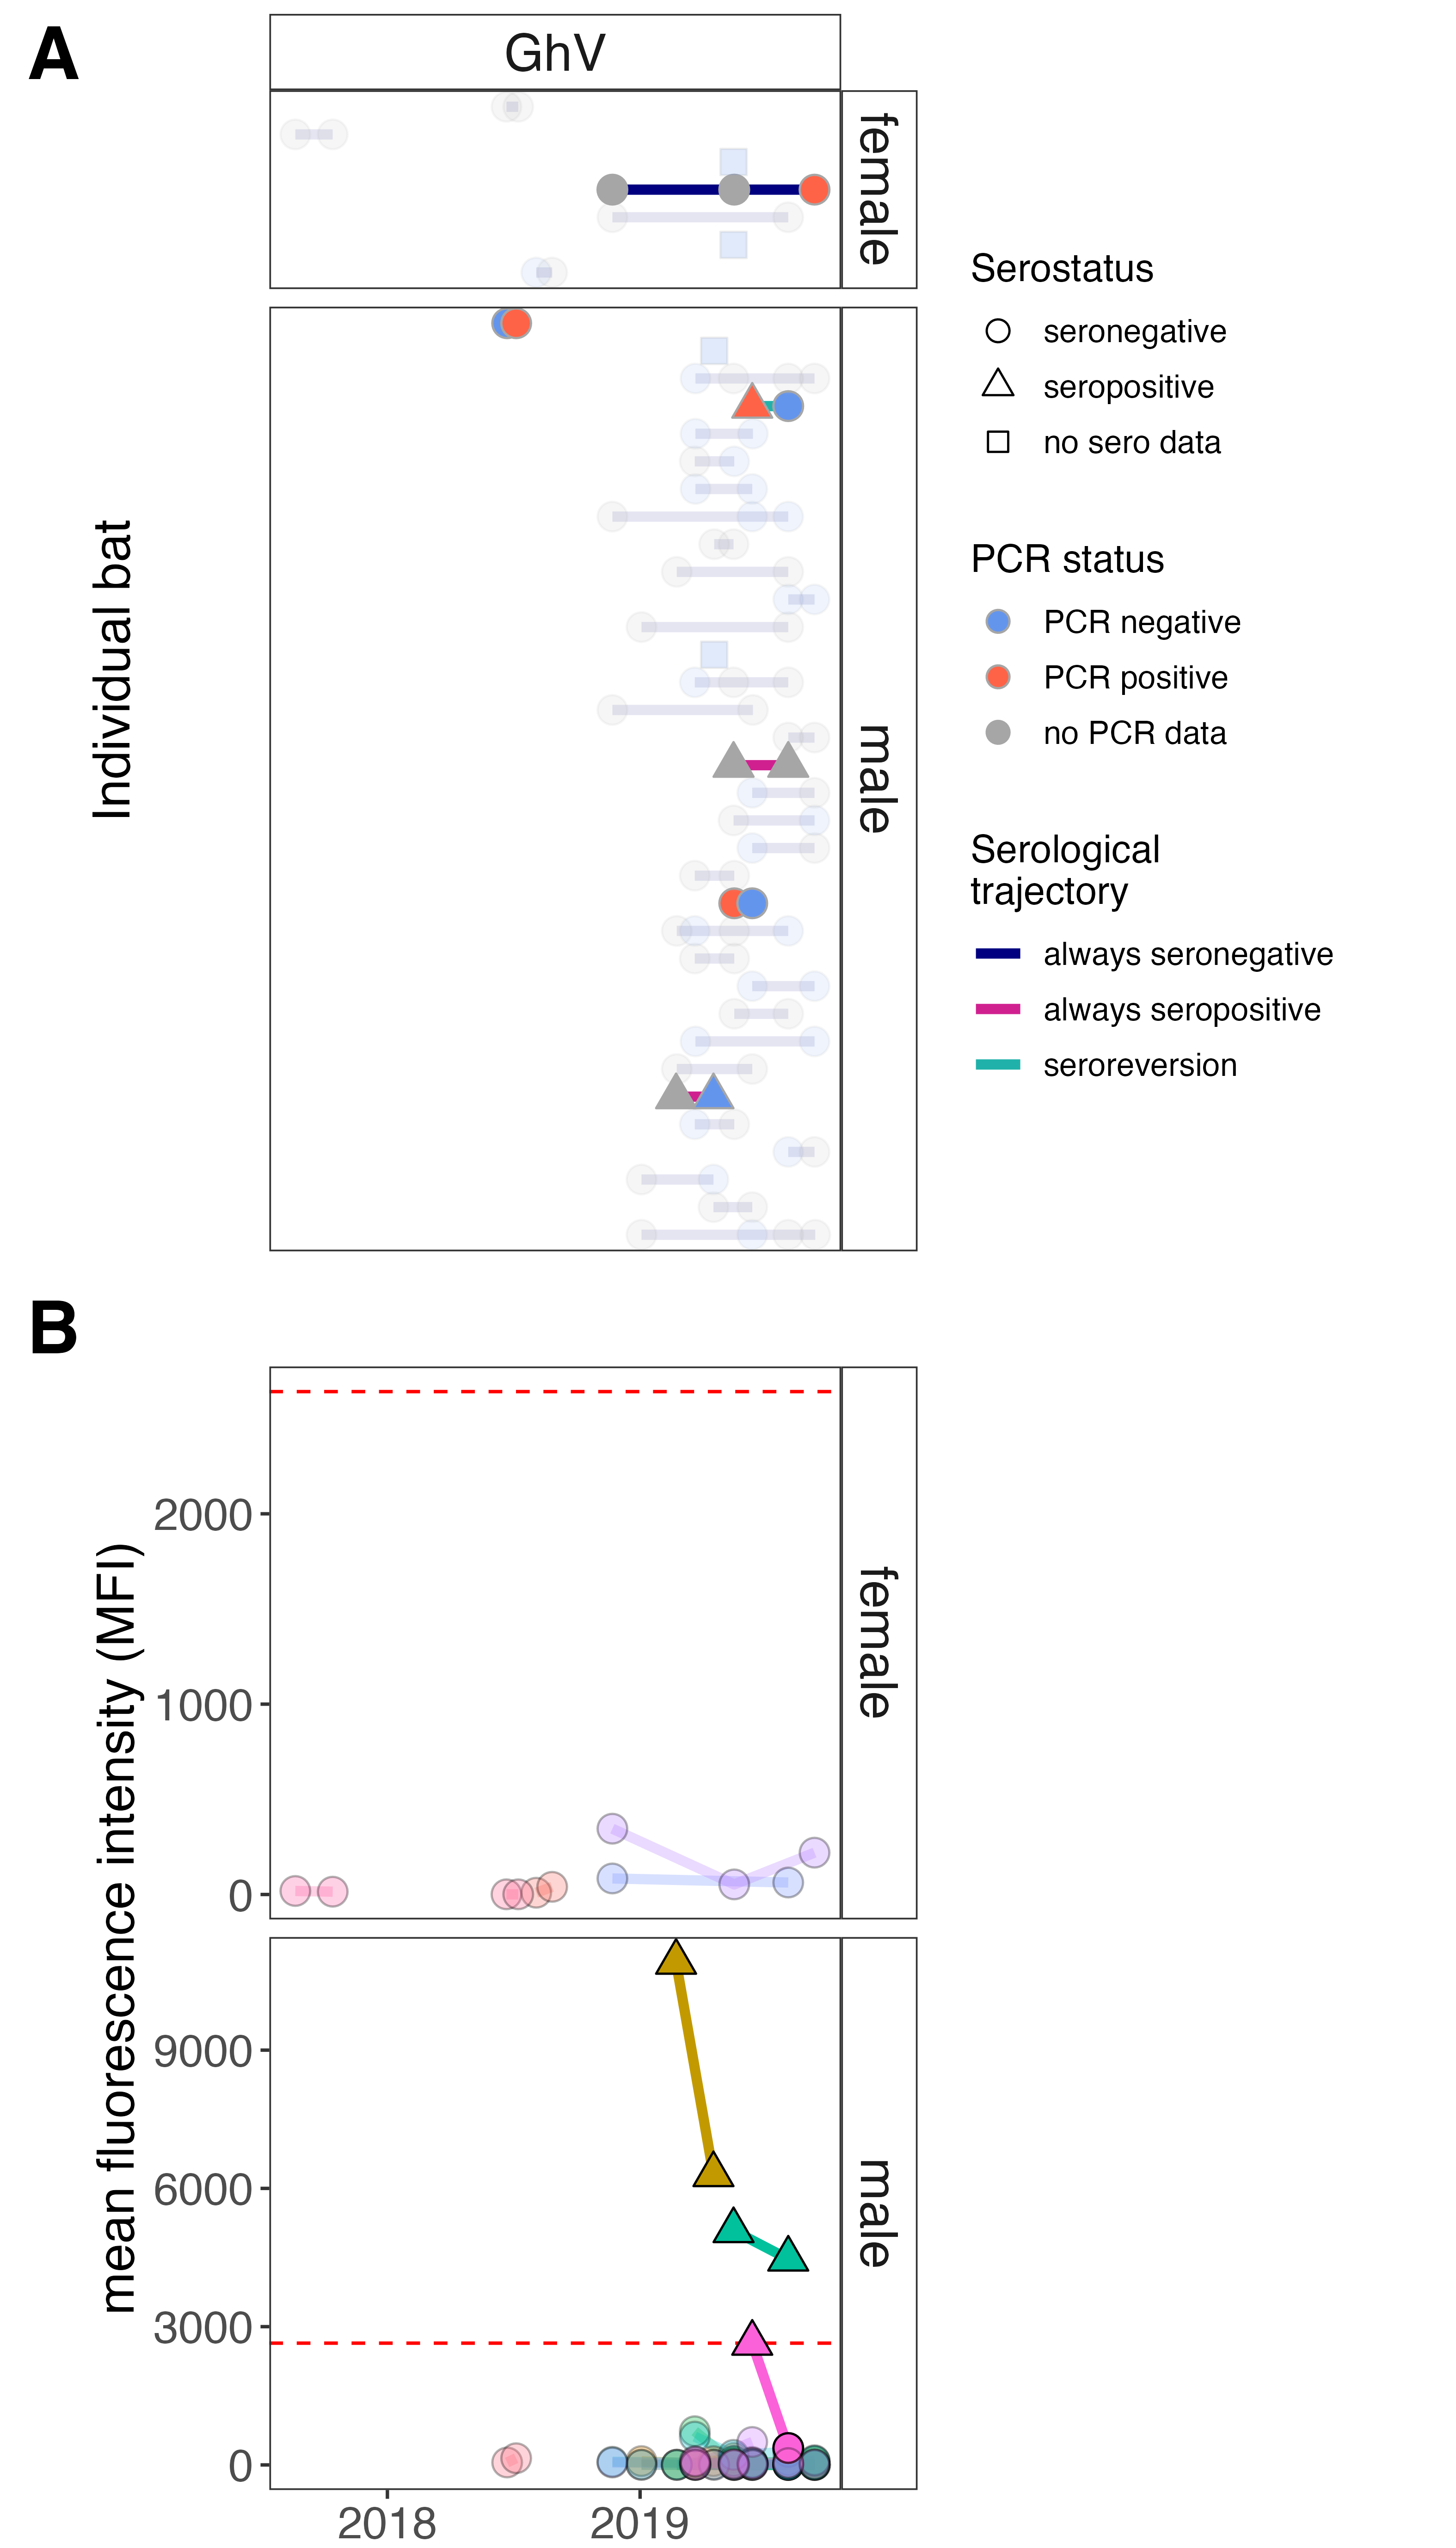 A
GhV
female
male
Individual bat
Serostatus
seronegative
seropositive
no sero data
PCR status
PCR negative
PCR positive
no PCR data
Serological
trajectory
always seronegative
always seropositive
seroreversion
B
mean fluorescence intensity (MFI)
2000
1000
0
female
9000
6000
3000
0
male
2018
2019